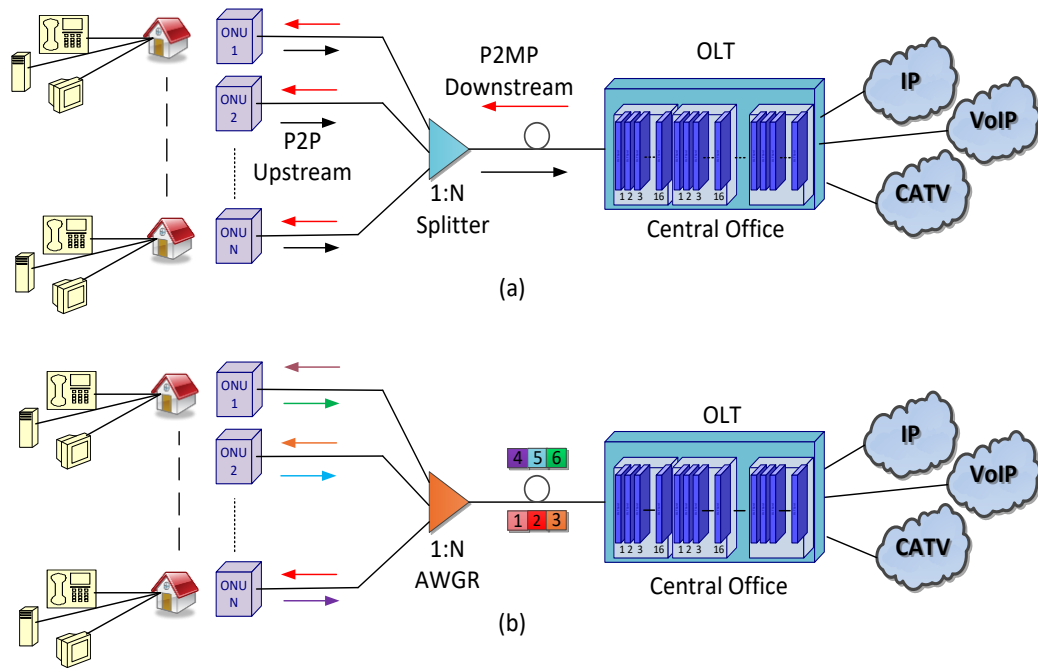 ONU
1
ONU
2
ONU
N
P2P
Upstream
1:N
Splitter
P2MP
Downstream
OLT
1 2 3 16 1 2 3
Central Office
IP
VoIP
CATV
(a)
ONU
1
ONU
2
ONU
N
1:N
AWGR
4 5 6
1 2 3
OLT
1 2 3 16 1 2 3
Central Office
IP
VoIP
CATV
(b)